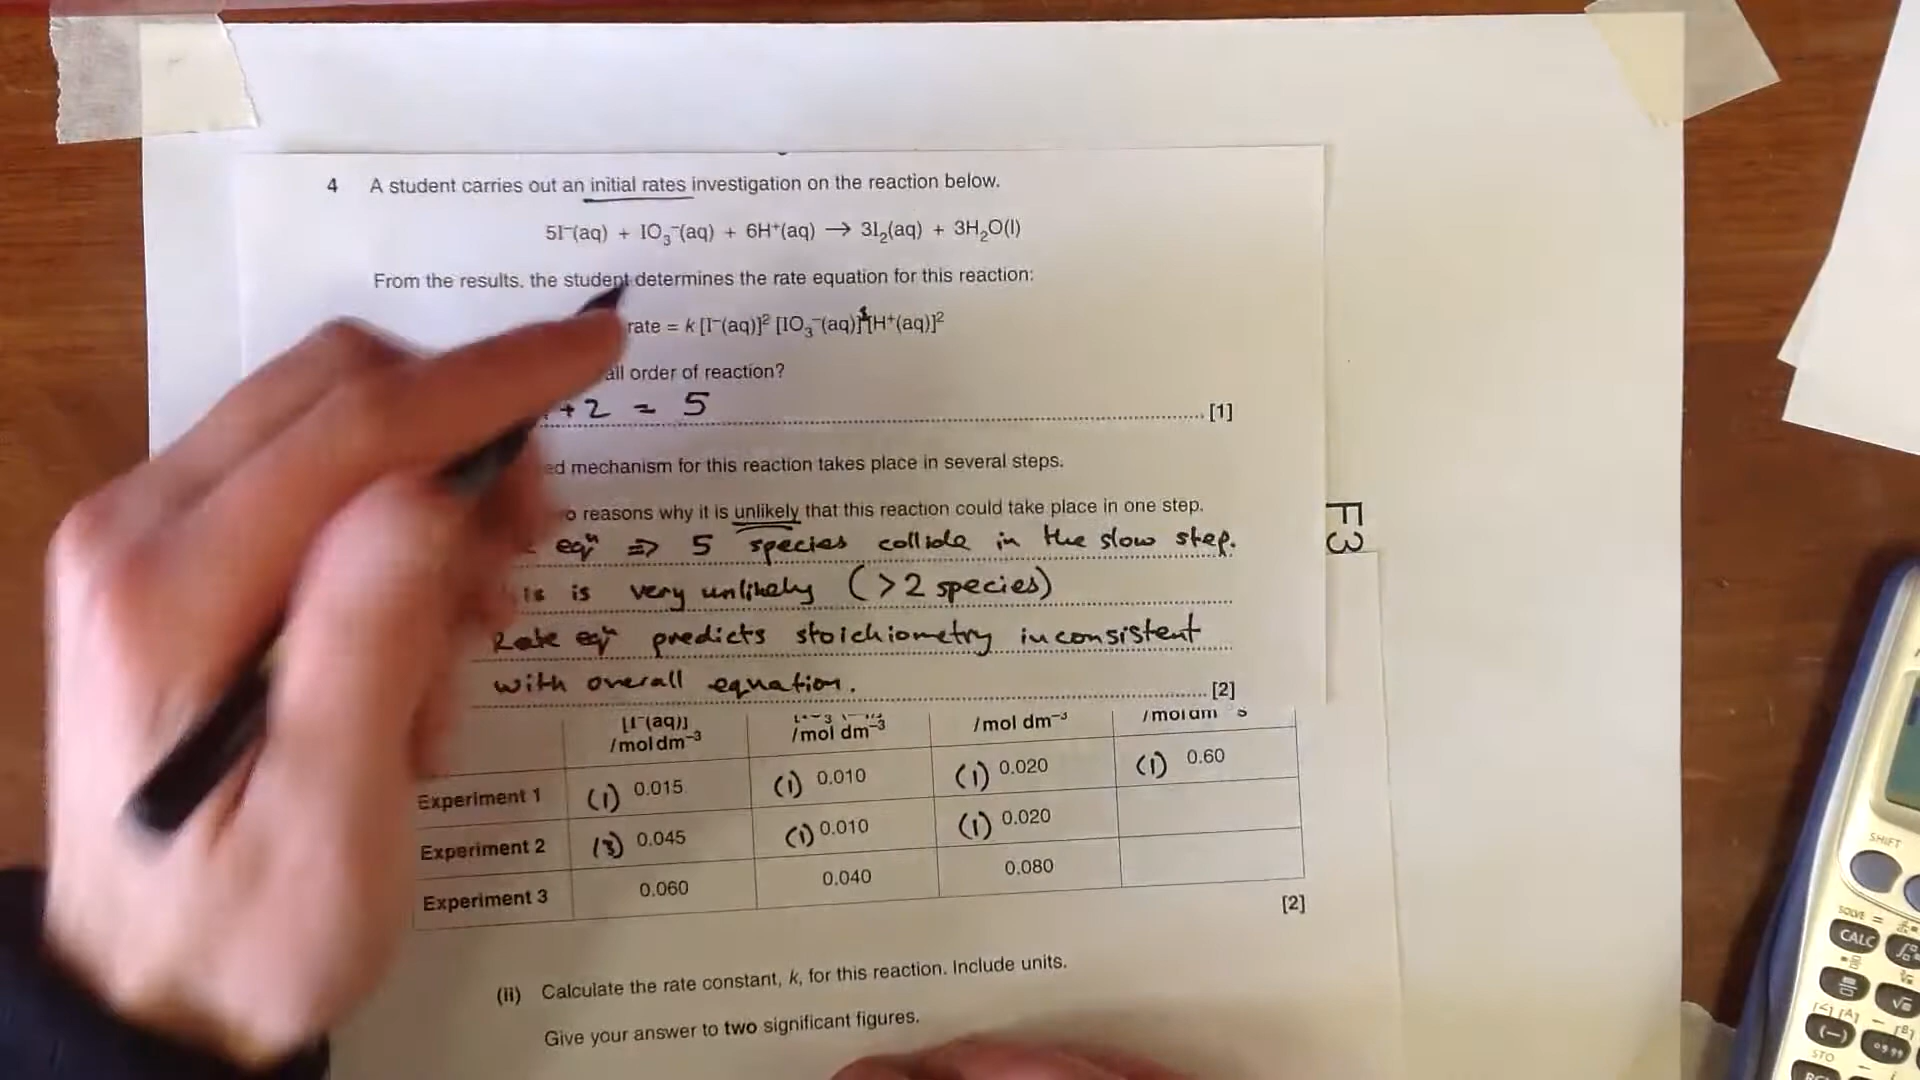 4 A student carries out an initial rates investigation on the reaction below.
5I⁻(aq) + IO₃⁻(aq) + 6H⁺(aq) → 3I₂(aq) + 3H₂O(l)
From the results, the student determines the rate equation for this reaction:
rate = k [I⁻(aq)]² [IO₃⁻(aq)]¹ [H⁺(aq)]²
all order of reaction?
+2 = 5 [1]
ed mechanism for this reaction takes place in several steps.
o reasons why it is unlikely that this reaction could take place in one step.
eqⁿ => 5 species collide in the slow step.
is is very unlikely (>2 species)
Rate eqⁿ predicts stoichiometry inconsistent
with overall equation. [2]
[I⁻(aq)] /mol dm⁻³ /mol dm⁻³ /mol dm⁻³
Experiment 1 (1) 0.015 (1) 0.010 (1) 0.020 (1) 0.60
Experiment 2 (3) 0.045 (1) 0.010 (1) 0.020
Experiment 3 0.060 0.040 0.080
[2]
(ii) Calculate the rate constant, k, for this reaction. Include units.
Give your answer to two significant figures.
F3
SHIFT
SOLVE =
CALC
(−)
STO